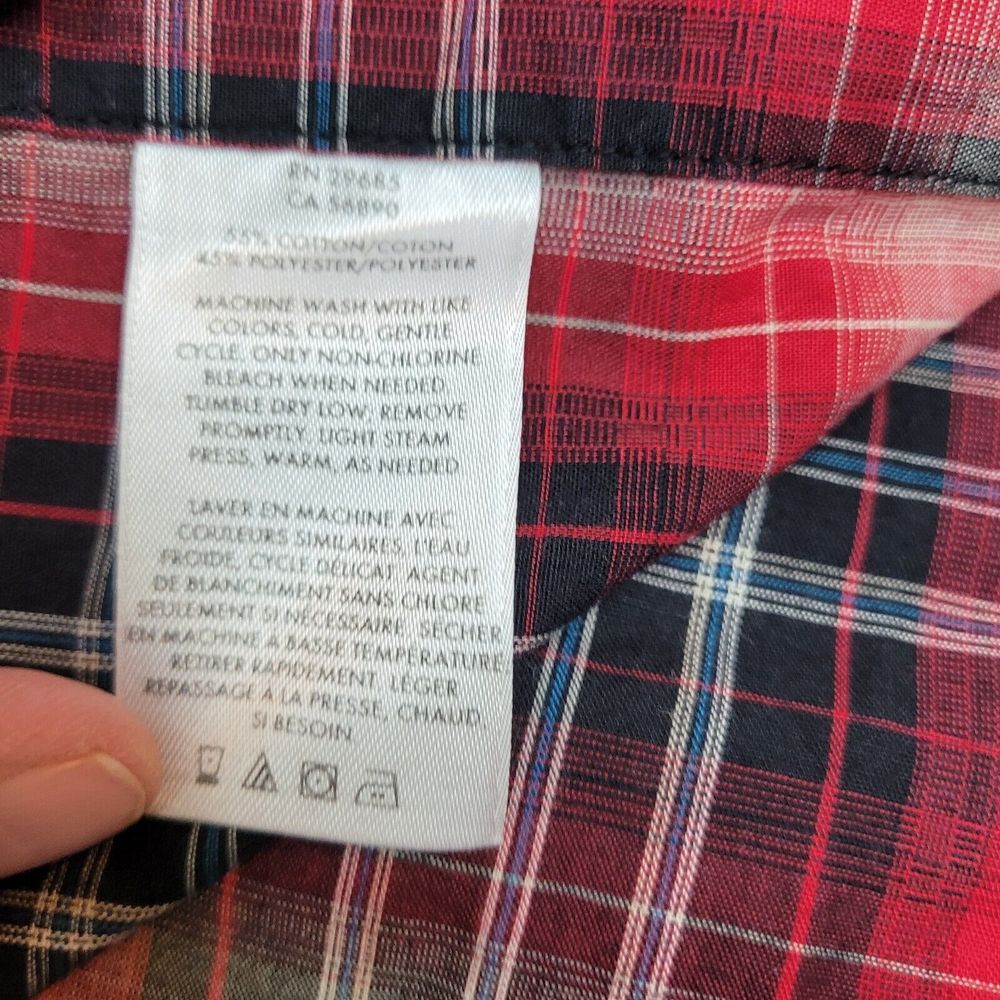 RN 29685
CA 56890
55% COTTON/COTON
45% POLYESTER/POLYESTER
MACHINE WASH WITH LIKE
COLORS, COLD, GENTLE
CYCLE, ONLY NON-CHLORINE
BLEACH WHEN NEEDED.
TUMBLE DRY LOW, REMOVE
PROMPTLY. LIGHT STEAM
PRESS, WARM, AS NEEDED
LAVER EN MACHINE AVEC
COULEURS SIMILAIRES, L'EAU
FROIDE, CYCLE DÉLICAT. AGENT
DE BLANCHIMENT SANS CHLORE
SEULEMENT SI NÉCESSAIRE. SÉCHER
EN MACHINE À BASSE TEMPÉRATURE
RETIRER RAPIDEMENT. LÉGER
REPASSAGE À LA PRESSE, CHAUD
SI BESOIN.